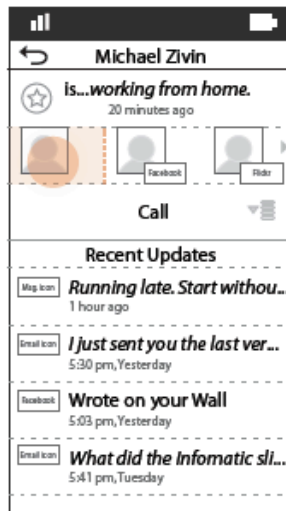 Michael Zivin
is...working from home.
20 minutes ago
Facebook
Flickr
Call
Recent Updates
Msg. icon
Running late. Start withou...
1 hour ago
Email icon
I just sent you the last ver...
5:30 pm, Yesterday
Facebook
Wrote on your Wall
5:03 pm, Yesterday
Email icon
What did the Infomatic sli...
5:41 pm, Tuesday